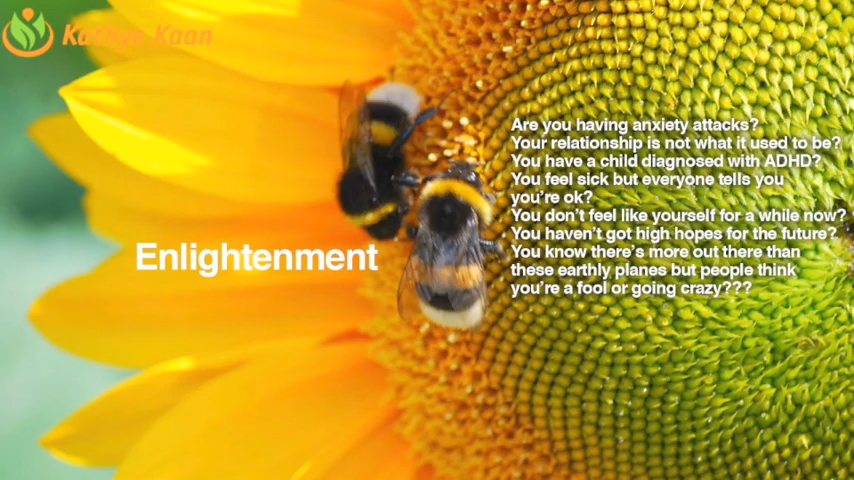 Kathye Kaan
Enlightenment
Are you having anxiety attacks?
Your relationship is not what it used to be?
You have a child diagnosed with ADHD?
You feel sick but everyone tells you
you're ok?
You don't feel like yourself for a while now?
You haven't got high hopes for the future?
You know there's more out there than
these earthly planes but people think
you're a fool or going crazy???